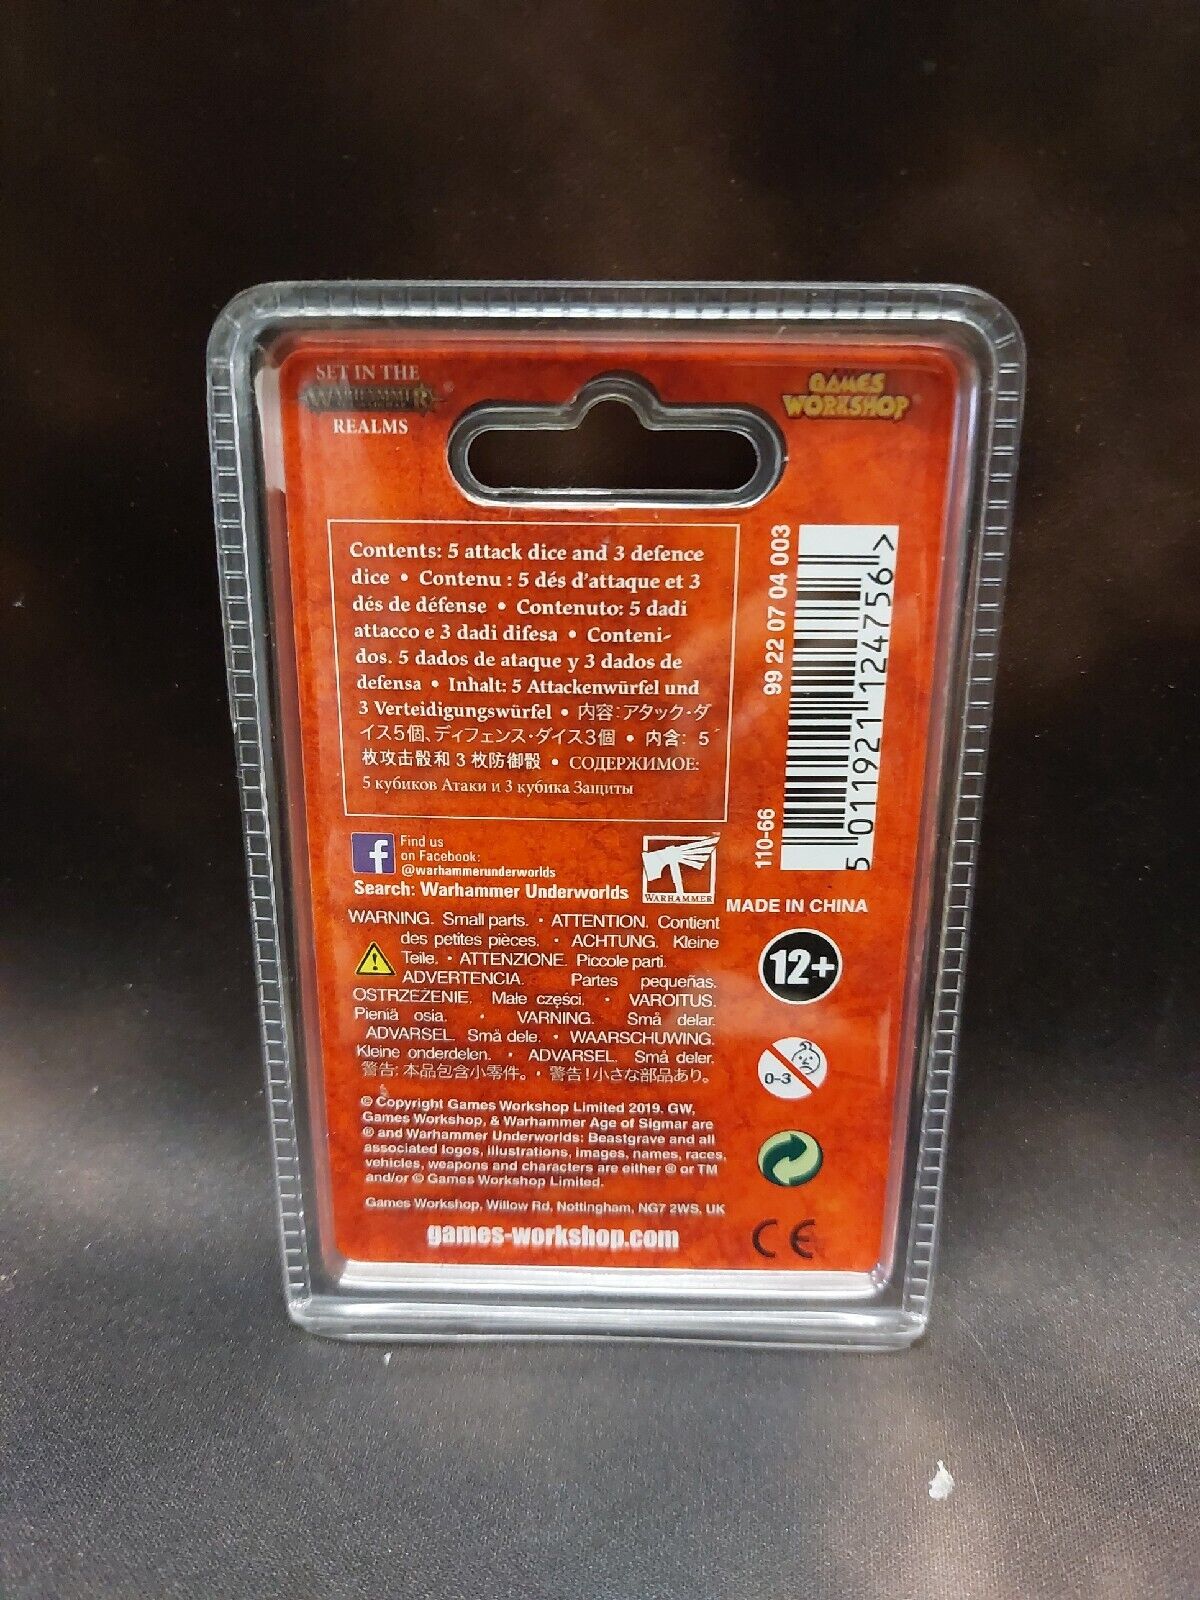 SET IN THE
WARHAMMER®
REALMS
GAMES
WORKSHOP®
Contents: 5 attack dice and 3 defence
dice • Contenu : 5 dés d'attaque et 3
dés de défense • Contenuto: 5 dadi
attacco e 3 dadi difesa • Conteni-
dos. 5 dados de ataque y 3 dados de
defensa • Inhalt: 5 Attackenwürfel und
3 Verteidigungswürfel • 内容：アタック・ダ
イス5個、ディフェンス・ダイス3個 • 内含： 5
枚攻击骰和 3 枚防御骰 • СОДЕРЖИМОЕ:
5 кубиков Атаки и 3 кубика Защиты
99 22 07 04 003
5 011921 124756 >
110-66
f
Find us
on Facebook:
@warhammerunderworlds
Search: Warhammer Underworlds
WARHAMMER™
MADE IN CHINA
WARNING. Small parts. • ATTENTION. Contient
des petites pièces. • ACHTUNG. Kleine
Teile. • ATTENZIONE. Piccole parti.
ADVERTENCIA. Partes pequeñas.
OSTRZEŻENIE. Małe części. • VAROITUS.
Pieniä osia. • VARNING. Små delar.
ADVARSEL. Små dele. • WAARSCHUWING.
Kleine onderdelen. • ADVARSEL. Små deler.
警告: 本品包含小零件。 • 警告！小さな部品あり。
12+
0-3
© Copyright Games Workshop Limited 2019. GW,
Games Workshop, & Warhammer Age of Sigmar are
® and Warhammer Underworlds: Beastgrave and all
associated logos, illustrations, images, names, races,
vehicles, weapons and characters are either ® or TM
and/or © Games Workshop Limited.
Games Workshop, Willow Rd, Nottingham, NG7 2WS, UK
games-workshop.com
CE